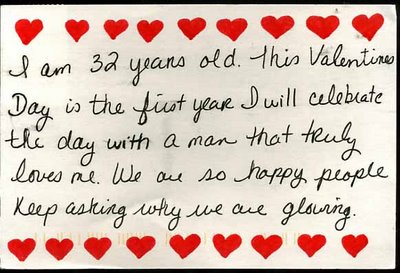 I am 32 years old. This Valentines
Day is the first year I will celebrate
the day with a man that truly
loves me. We are so happy people
keep asking why we are glowing.